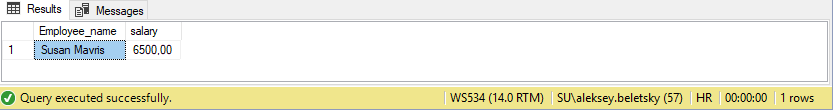 Results Messages
Employee_name salary
1 Susan Mavris 6500,00
Query executed successfully. WS534 (14.0 RTM) SU\aleksey.beletsky (57) HR 00:00:00 1 rows